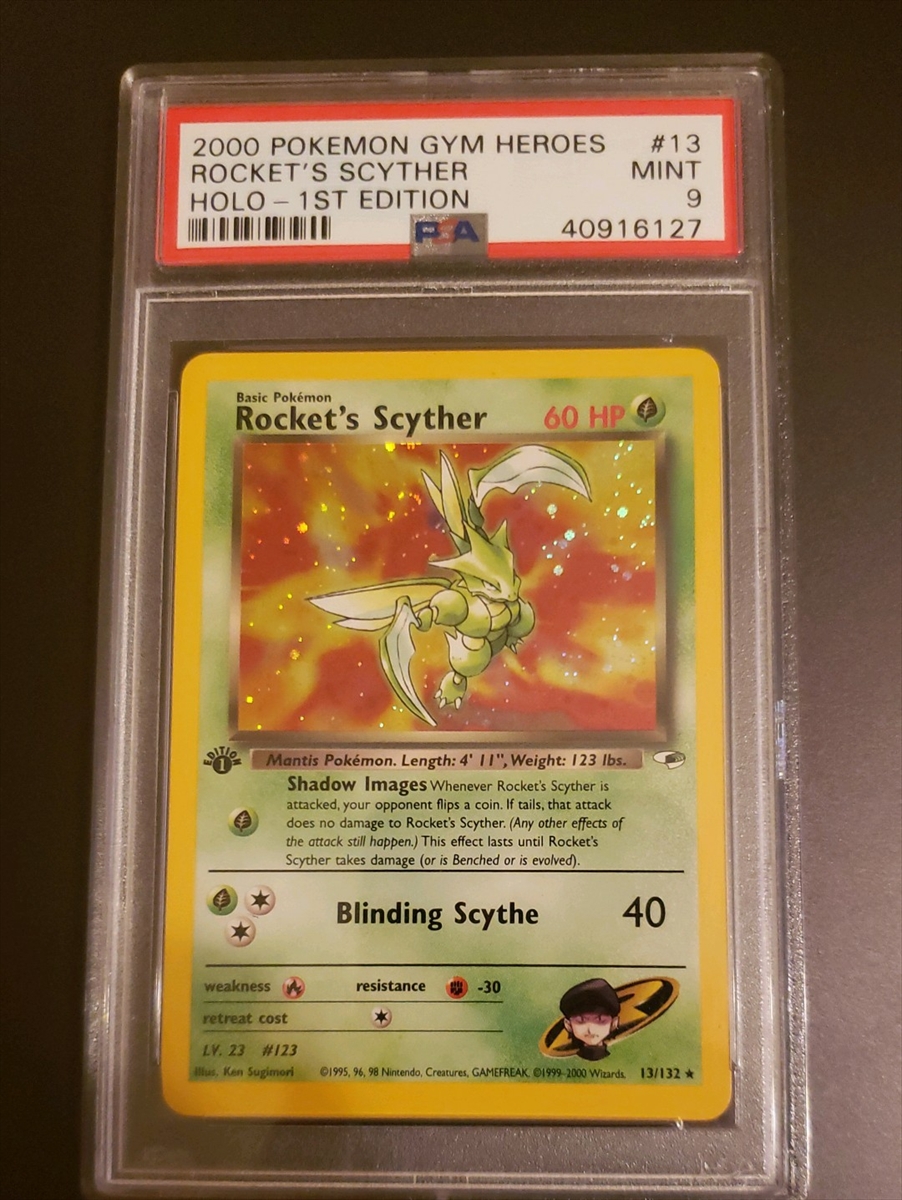 2000 POKEMON GYM HEROES #13
ROCKET'S SCYTHER MINT
HOLO - 1ST EDITION 9
PSA 40916127
Basic Pokémon
Rocket's Scyther 60 HP
EDITION 1
Mantis Pokémon. Length: 4' 11", Weight: 123 lbs.
Shadow Images Whenever Rocket's Scyther is
attacked, your opponent flips a coin. If tails, that attack
does no damage to Rocket's Scyther. (Any other effects of
the attack still happen.) This effect lasts until Rocket's
Scyther takes damage (or is Benched or is evolved).
Blinding Scythe 40
weakness resistance -30
retreat cost
LV. 23 #123
Illus. Ken Sugimori ©1995, 96, 98 Nintendo, Creatures, GAMEFREAK. ©1999-2000 Wizards. 13/132 ★